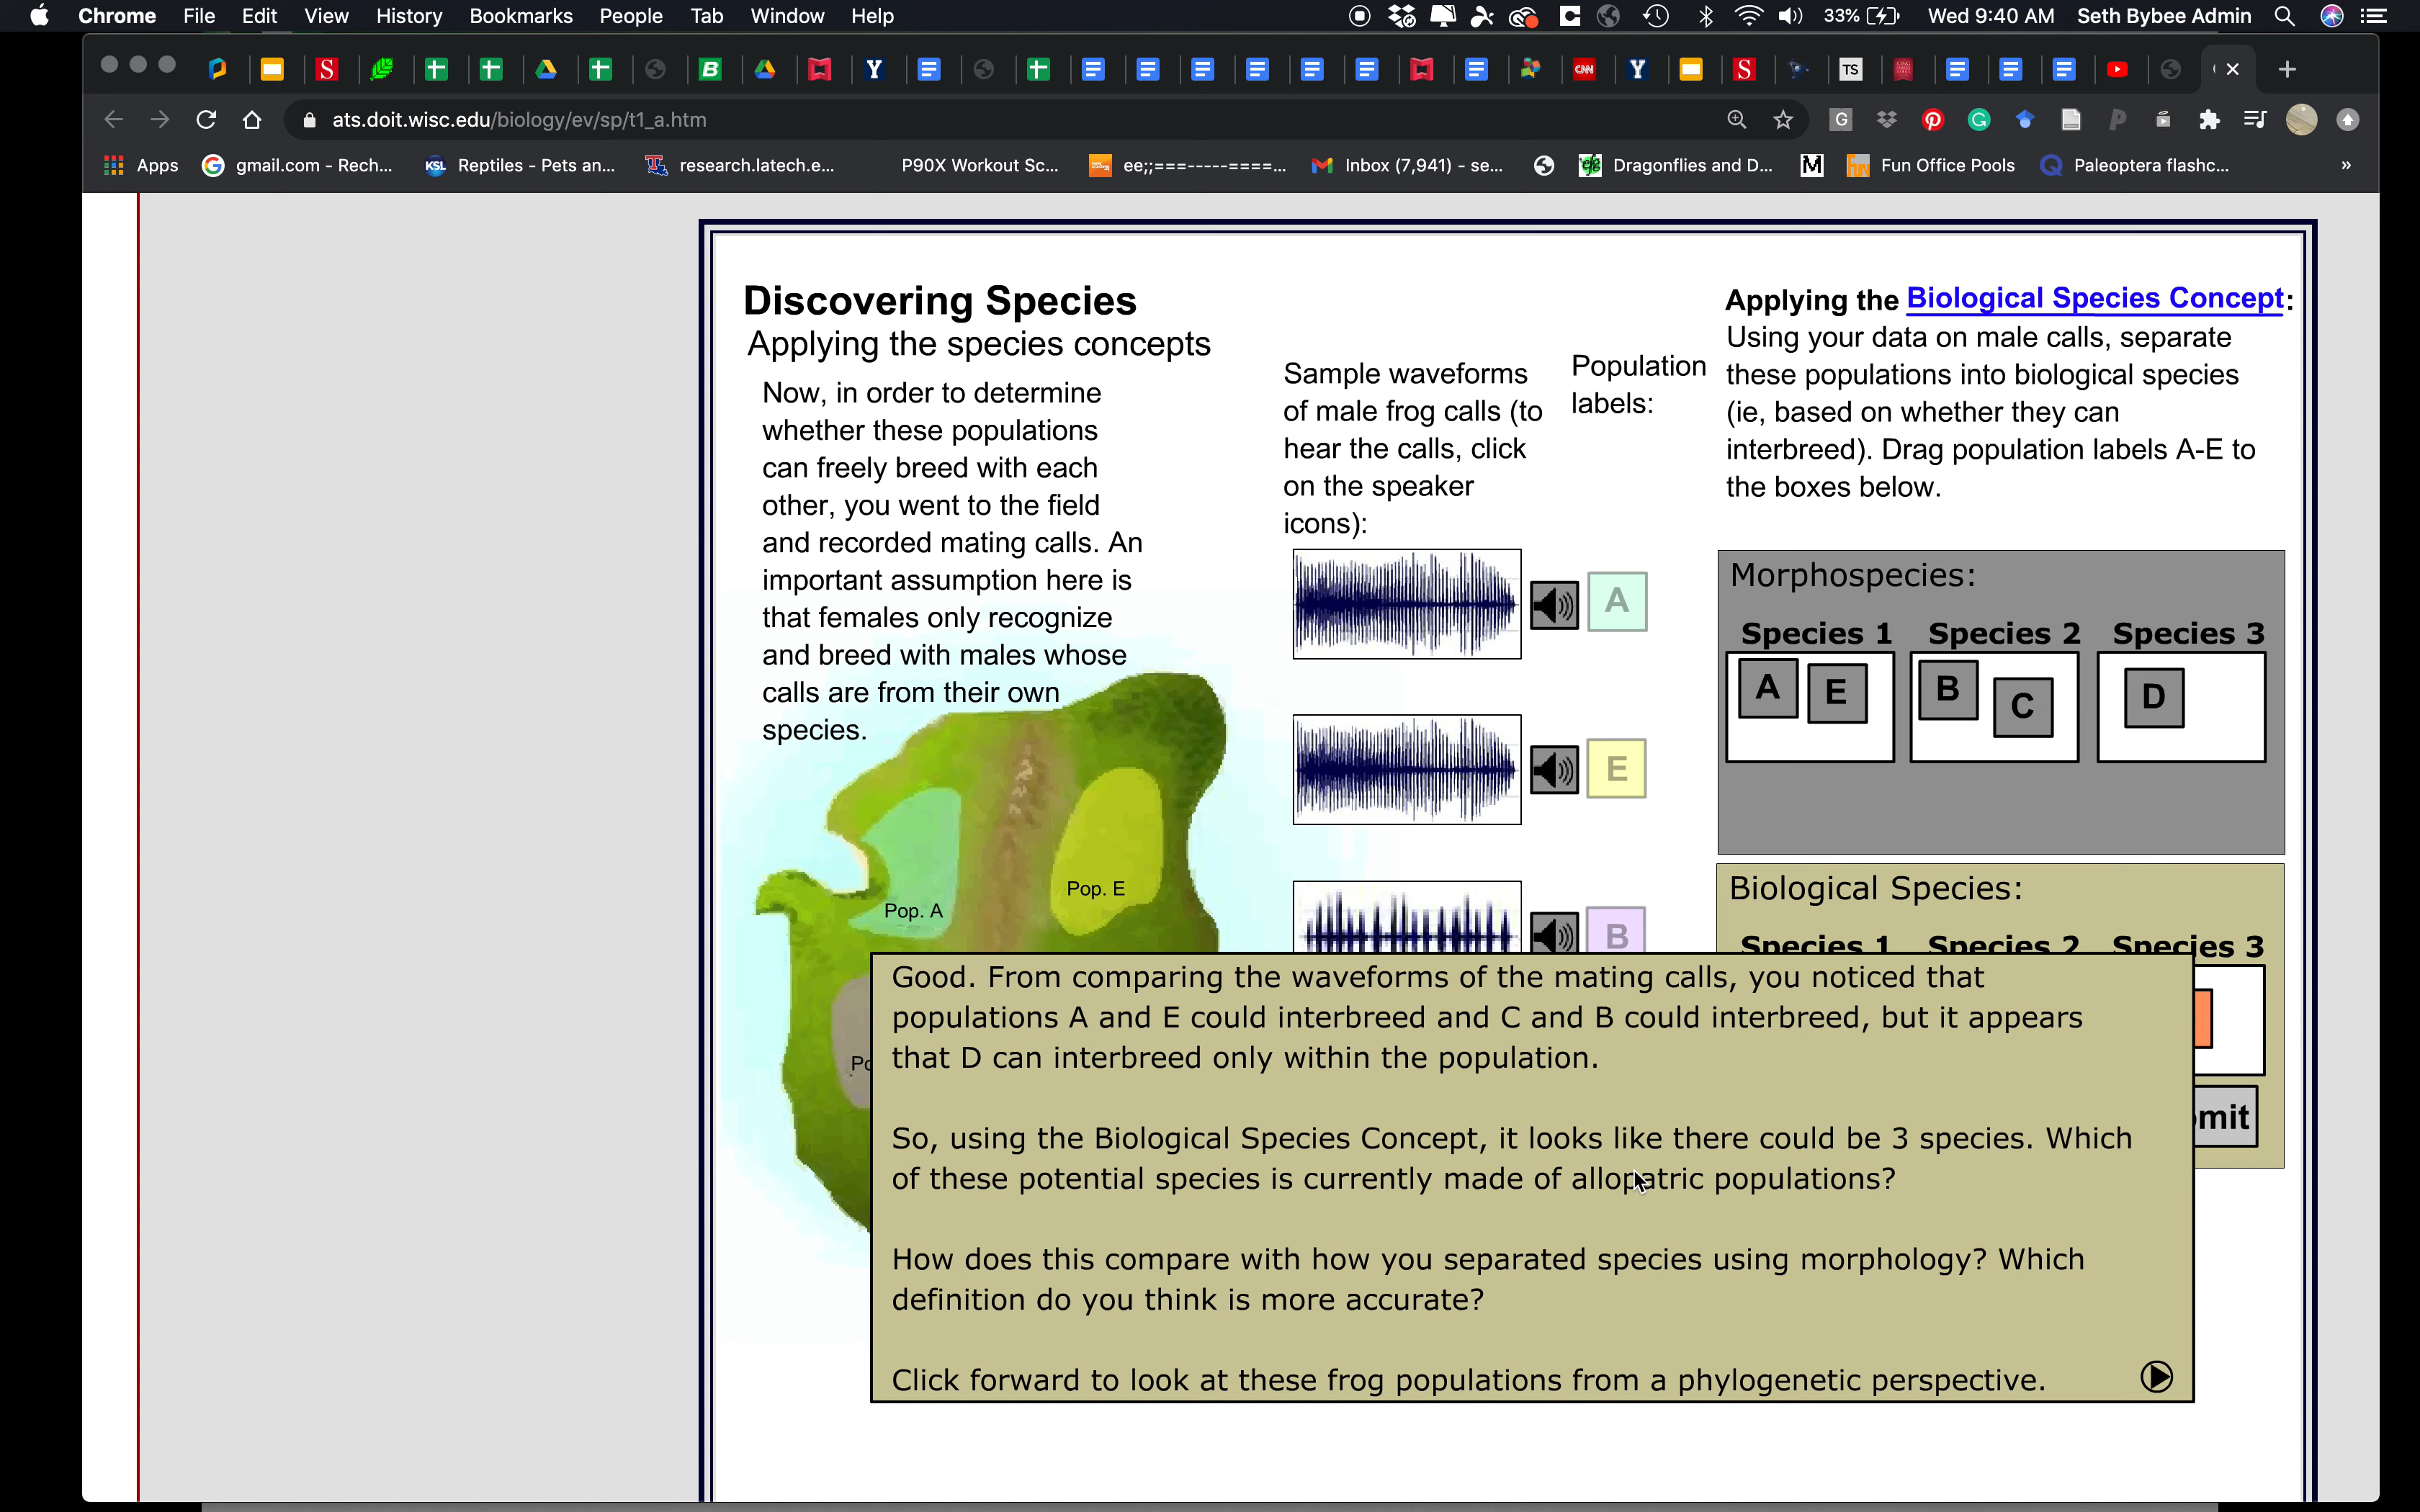 Chrome File Edit View History Bookmarks People Tab Window Help
33% Wed 9:40 AM Seth Bybee Admin
ats.doit.wisc.edu/biology/ev/sp/t1_a.htm
Apps gmail.com - Rech... Reptiles - Pets an... research.latech.e... P90X Workout Sc... ee;;===-----====... Inbox (7,941) - se... Dragonflies and D... Fun Office Pools Paleoptera flashc... »
Discovering Species
Applying the species concepts
Now, in order to determine
whether these populations
can freely breed with each
other, you went to the field
and recorded mating calls. An
important assumption here is
that females only recognize
and breed with males whose
calls are from their own
species.
Pop. A
Pop. E
Sample waveforms
of male frog calls (to
hear the calls, click
on the speaker
icons):
Population
labels:
A
E
B
Applying the Biological Species Concept:
Using your data on male calls, separate
these populations into biological species
(ie, based on whether they can
interbreed). Drag population labels A-E to
the boxes below.
Morphospecies:
Species 1 Species 2 Species 3
A E B C D
Biological Species:
Species 1 Species 2 Species 3
Good. From comparing the waveforms of the mating calls, you noticed that
populations A and E could interbreed and C and B could interbreed, but it appears
that D can interbreed only within the population.
So, using the Biological Species Concept, it looks like there could be 3 species. Which
of these potential species is currently made of allopatric populations?
How does this compare with how you separated species using morphology? Which
definition do you think is more accurate?
Click forward to look at these frog populations from a phylogenetic perspective.